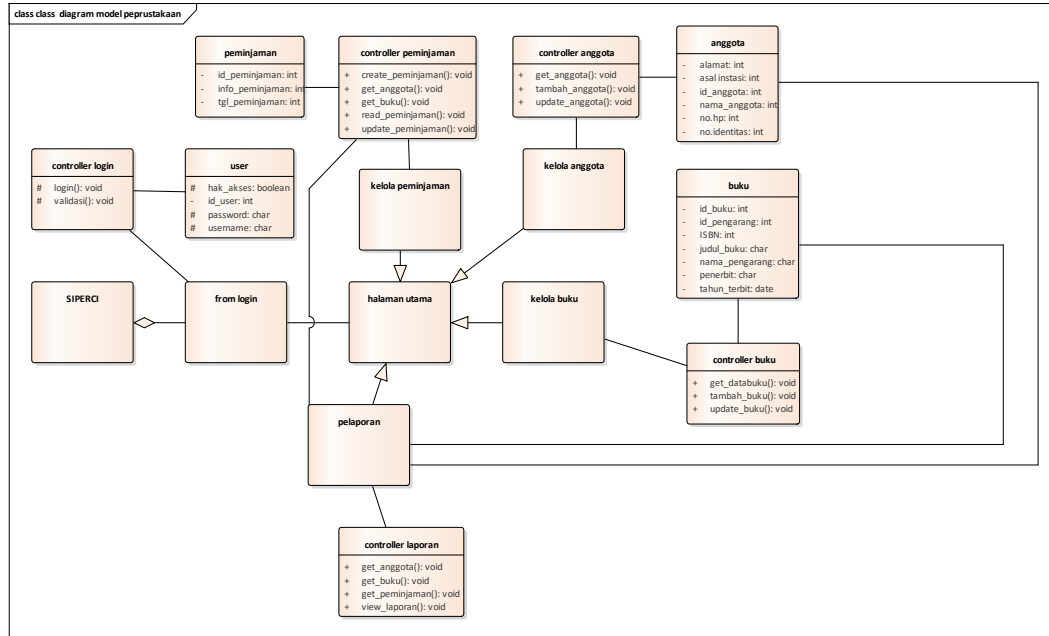 class class diagram model peprustakaan
peminjaman
- id_peminjaman: int
- info_peminjaman: int
- tgl_peminjaman: int
controller peminjaman
+ create_peminjaman(): void
+ get_anggota(): void
+ get_buku(): void
+ read_peminjaman(): void
+ update_peminjaman(): void
controller anggota
+ get_anggota(): void
+ tambah_anggota(): void
+ update_anggota(): void
anggota
- alamat: int
- asal instasi: int
- id_anggota: int
- nama_anggota: int
- no.hp: int
- no.identitas: int
controller login
# login(): void
# validasi(): void
user
# hak_akses: boolean
- id_user: int
# password: char
# username: char
kelola peminjaman
kelola anggota
buku
- id_buku: int
- id_pengarang: int
- ISBN: int
- judul_buku: char
- nama_pengarang: char
- penerbit: char
- tahun_terbit: date
SIPERCI
from login
halaman utama
kelola buku
controller buku
+ get_databuku(): void
+ tambah_buku(): void
+ update_buku(): void
pelaporan
controller laporan
+ get_anggota(): void
+ get_buku(): void
+ get_peminjaman(): void
+ view_laporan(): void